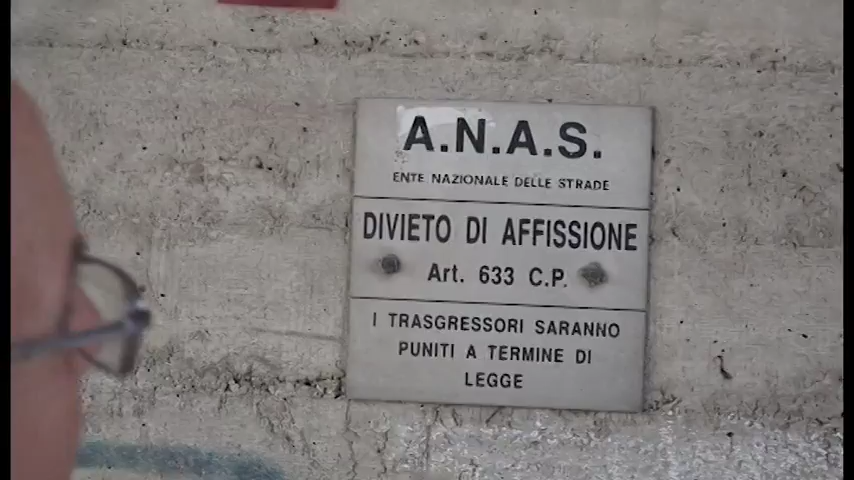 A.N.A.S.
ENTE NAZIONALE DELLE STRADE
DIVIETO DI AFFISSIONE
Art. 633 C.P.
I TRASGRESSORI SARANNO
PUNITI A TERMINE DI
LEGGE